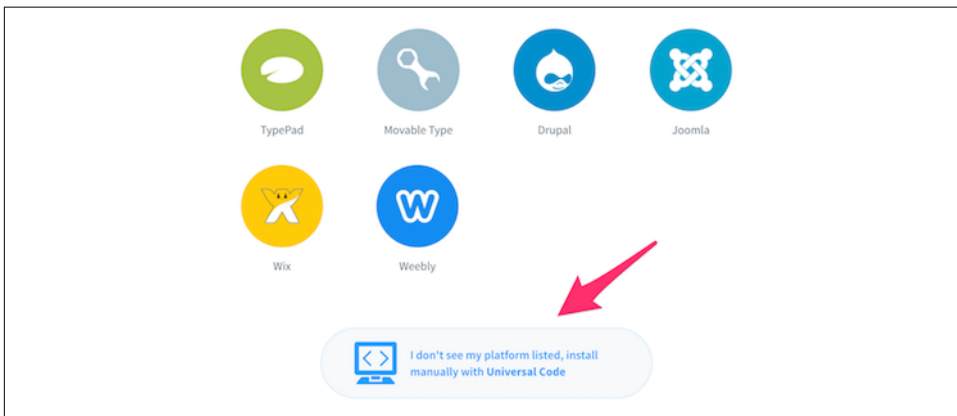 TypePad
Movable Type
Drupal
Joomla
Wix
Weebly
I don't see my platform listed, install
manually with Universal Code